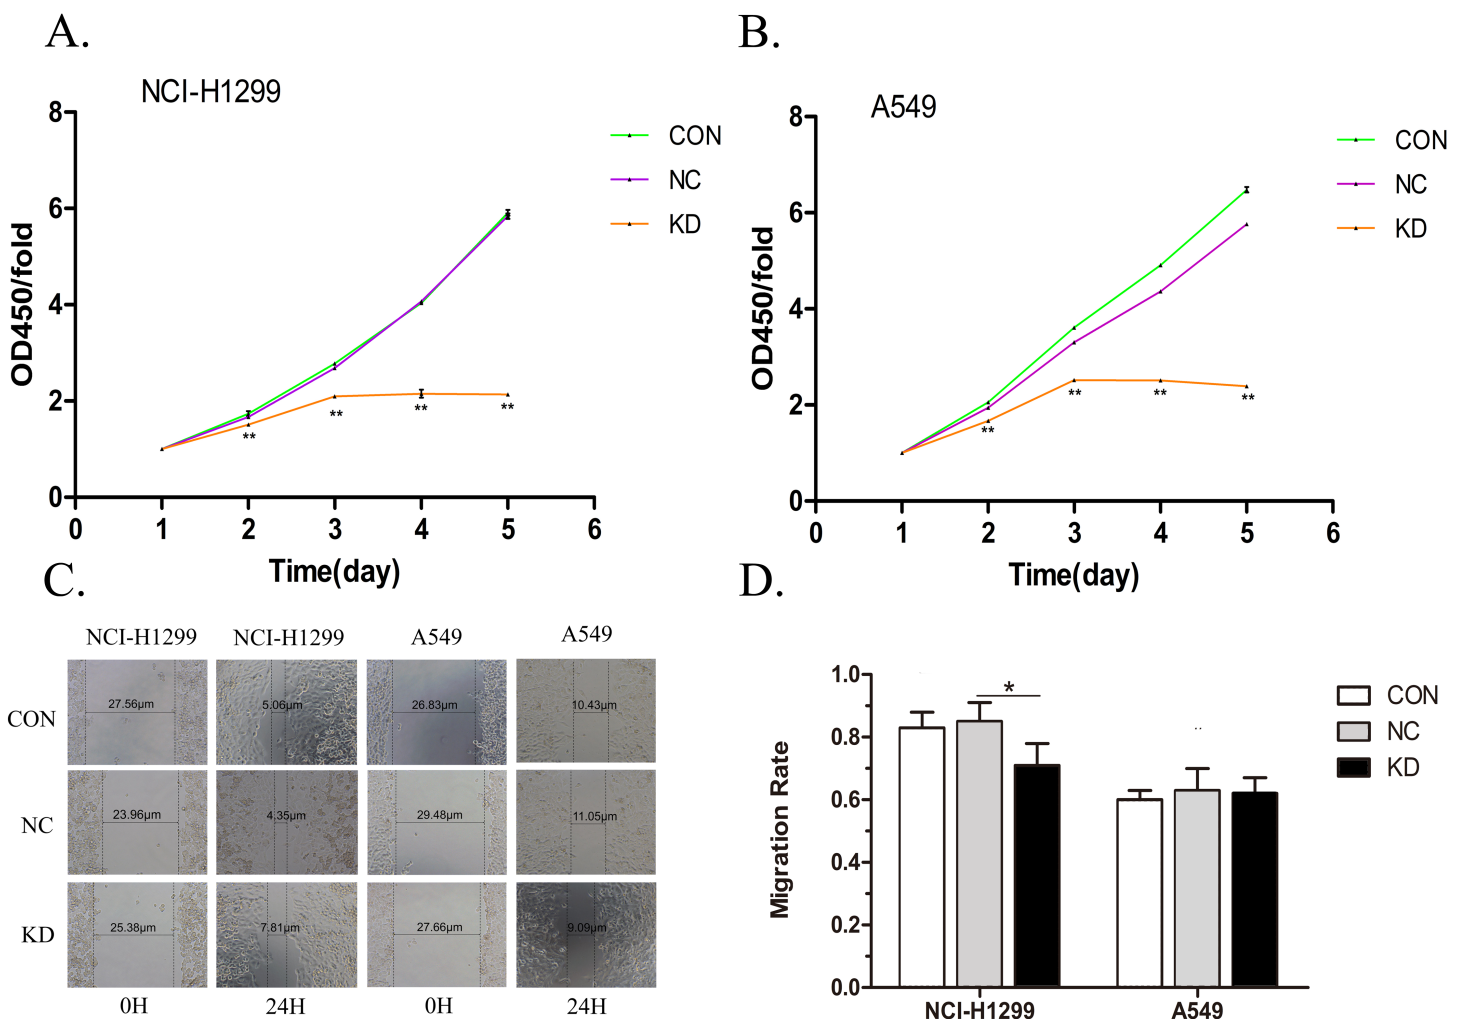 A.
NCI-H1299
8
6
4
2
0
OD450/fold
CON
NC
KD
** ** ** **
0 1 2 3 4 5 6
Time(day)
B.
A549
8
6
4
2
0
OD450/fold
CON
NC
KD
** ** ** **
0 1 2 3 4 5 6
Time(day)
C.
NCI-H1299 NCI-H1299 A549 A549
CON 27.56μm 5.06μm 26.83μm 10.43μm
NC 23.96μm 4.35μm 29.48μm 11.05μm
KD 25.38μm 7.81μm 27.66μm 9.09μm
0H 24H 0H 24H
D.
1.0
0.8
0.6
0.4
0.2
0.0
Migration Rate
*
CON
NC
KD
NCI-H1299 A549